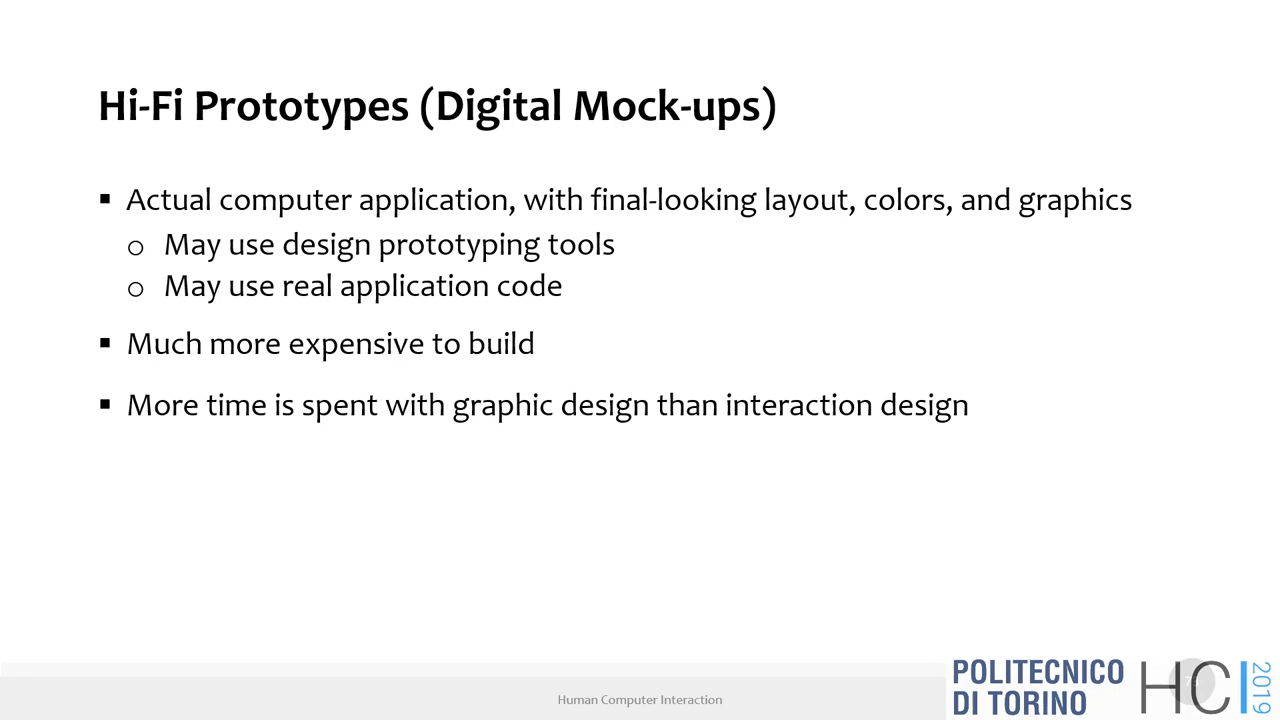 Hi-Fi Prototypes (Digital Mock-ups)
▪ Actual computer application, with final-looking layout, colors, and graphics
o May use design prototyping tools
o May use real application code
▪ Much more expensive to build
▪ More time is spent with graphic design than interaction design
Human Computer Interaction
POLITECNICO
DI TORINO
HCI
2019